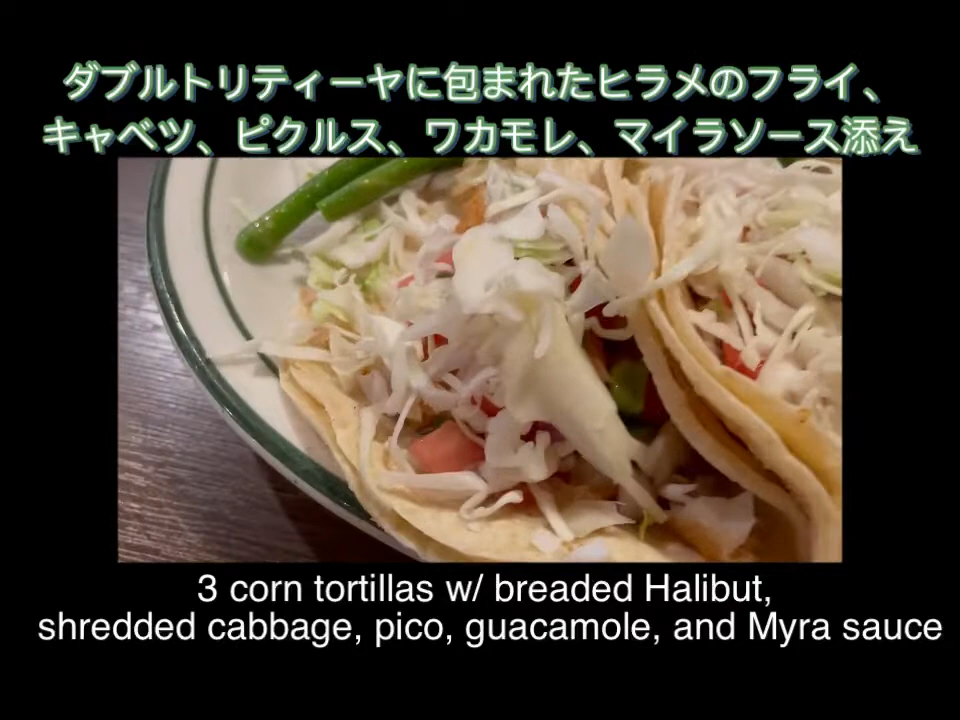 ダブルトリティーヤに包まれたヒラメのフライ、
キャベツ、ピクルス、ワカモレ、マイラソース添え
3 corn tortillas w/ breaded Halibut,
shredded cabbage, pico, guacamole, and Myra sauce